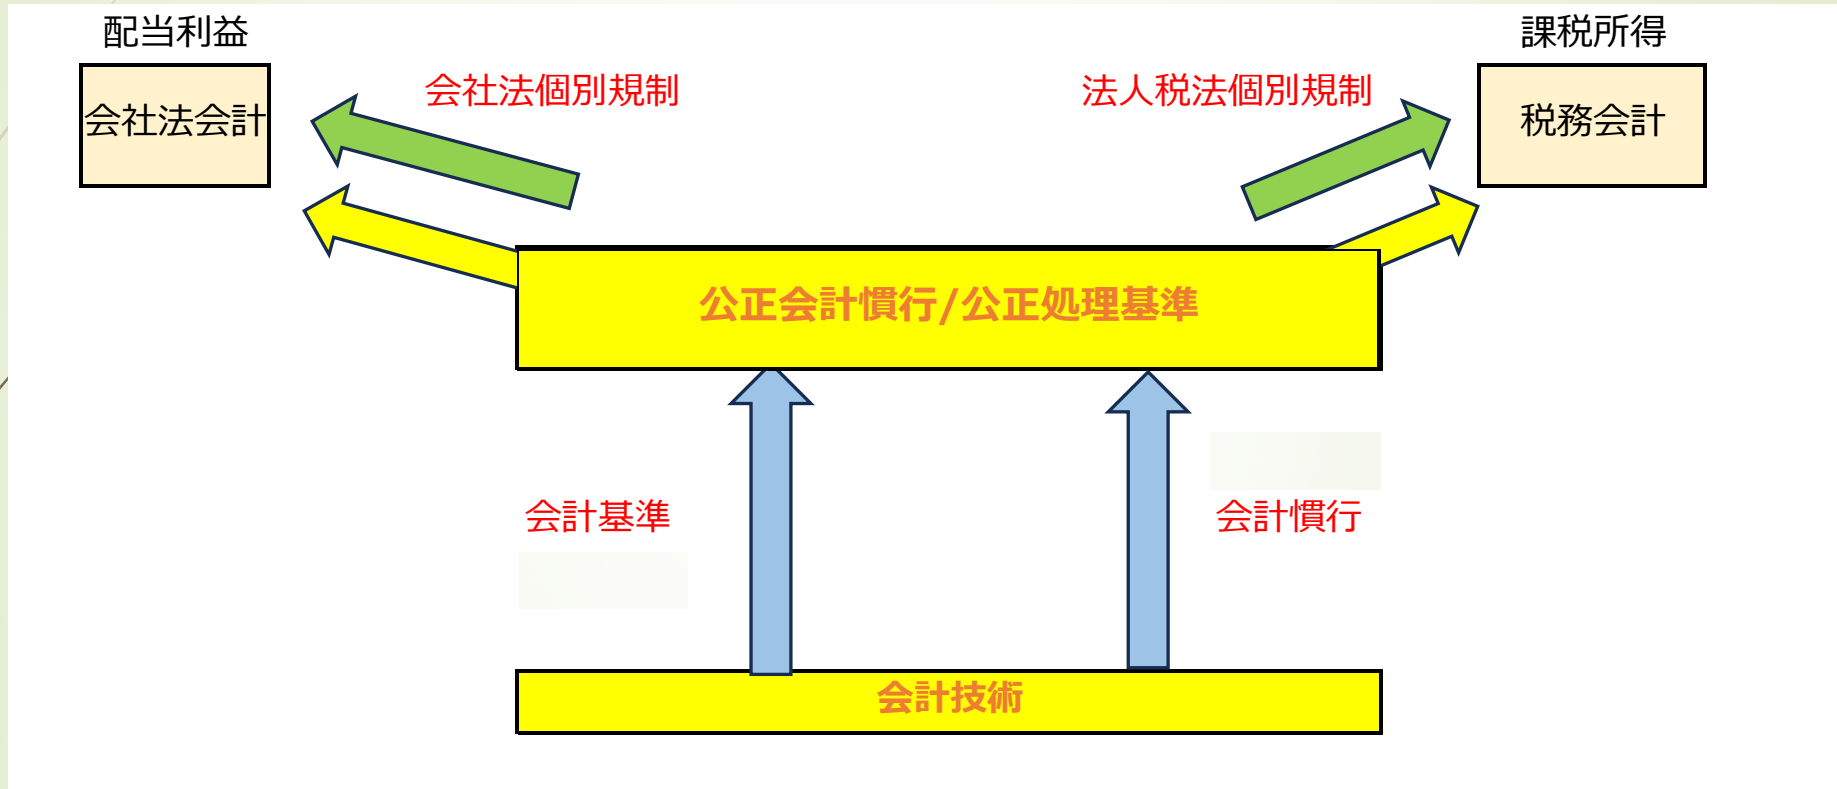 配当利益
課税所得
会社法個別規制
法人税法個別規制
会社法会計
税務会計
公正会計慣行/公正処理基準
会計基準
会計慣行
会計技術